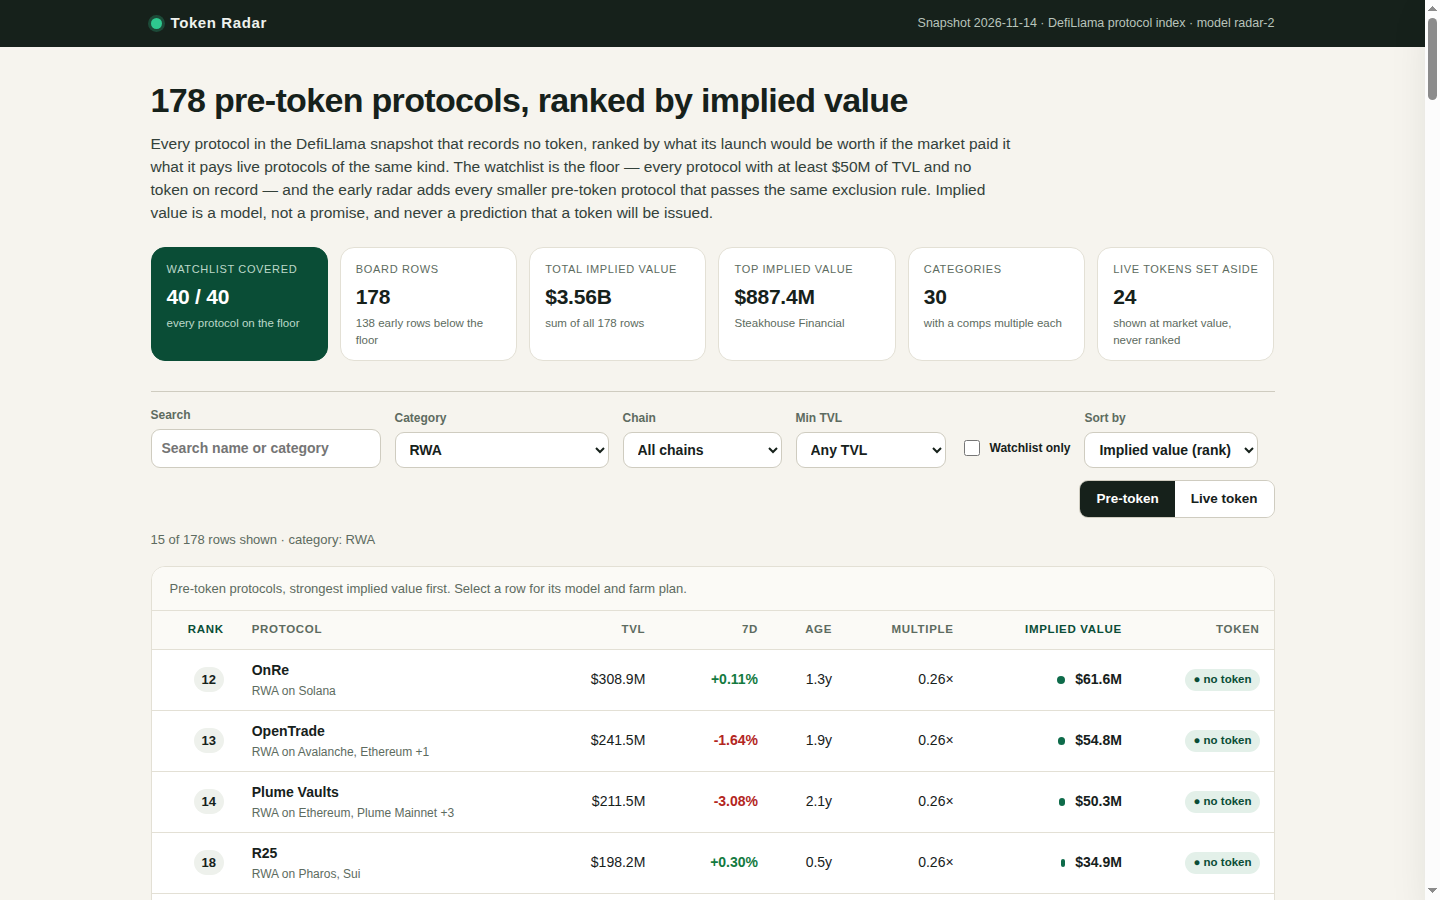 Token Radar
Snapshot 2026-11-14 · DefiLlama protocol index · model radar-2
178 pre-token protocols, ranked by implied value
Every protocol in the DefiLlama snapshot that records no token, ranked by what its launch would be worth if the market paid it
what it pays live protocols of the same kind. The watchlist is the floor — every protocol with at least $50M of TVL and no
token on record — and the early radar adds every smaller pre-token protocol that passes the same exclusion rule. Implied
value is a model, not a promise, and never a prediction that a token will be issued.
WATCHLIST COVERED
40 / 40
every protocol on the floor
BOARD ROWS
178
138 early rows below the
floor
TOTAL IMPLIED VALUE
$3.56B
sum of all 178 rows
TOP IMPLIED VALUE
$887.4M
Steakhouse Financial
CATEGORIES
30
with a comps multiple each
LIVE TOKENS SET ASIDE
24
shown at market value,
never ranked
Search
Search name or category
Category
RWA
Chain
All chains
Min TVL
Any TVL
Watchlist only
Sort by
Implied value (rank)
Pre-token
Live token
15 of 178 rows shown · category: RWA
Pre-token protocols, strongest implied value first. Select a row for its model and farm plan.
RANK PROTOCOL TVL 7D AGE MULTIPLE IMPLIED VALUE TOKEN
12 OnRe $308.9M +0.11% 1.3y 0.26× $61.6M ● no token
RWA on Solana
13 OpenTrade $241.5M -1.64% 1.9y 0.26× $54.8M ● no token
RWA on Avalanche, Ethereum +1
14 Plume Vaults $211.5M -3.08% 2.1y 0.26× $50.3M ● no token
RWA on Ethereum, Plume Mainnet +3
18 R25 $198.2M +0.30% 0.5y 0.26× $34.9M ● no token
RWA on Pharos, Sui